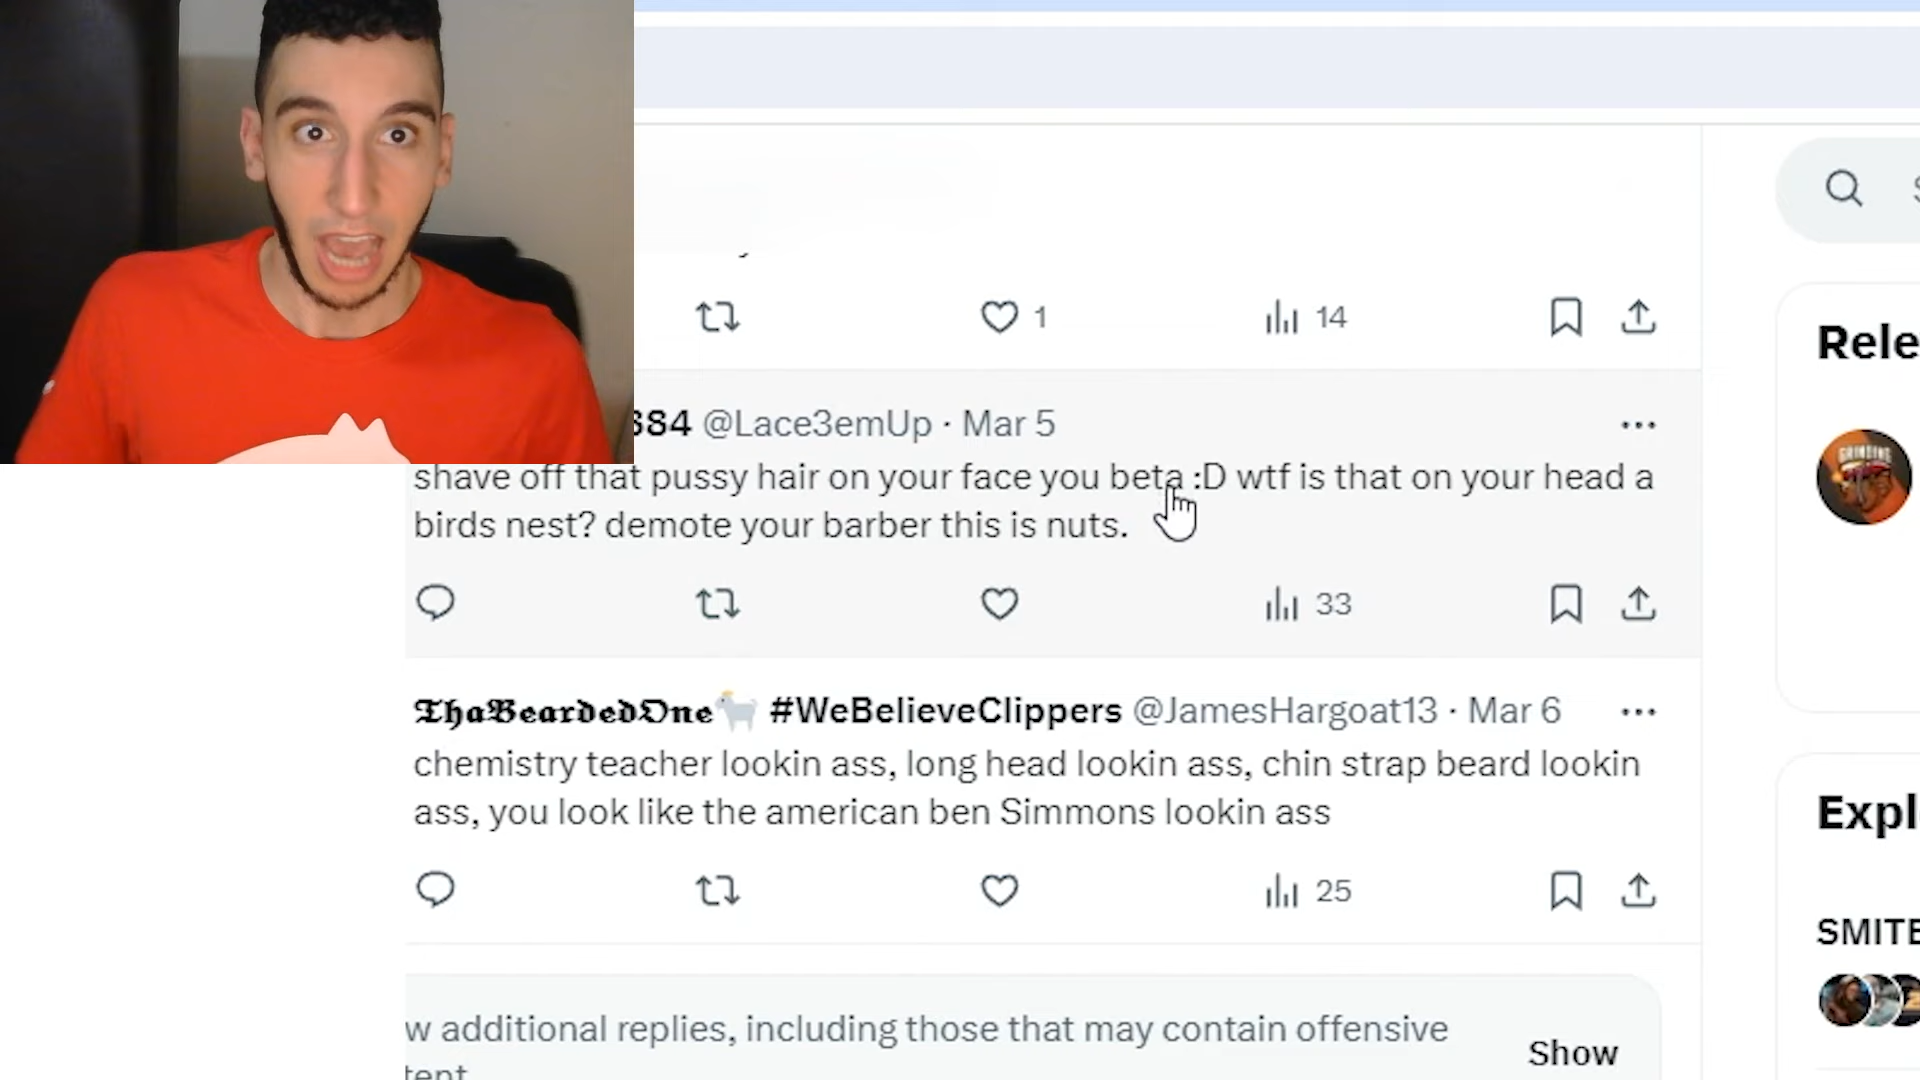 1
14
384 @Lace3emUp · Mar 5
shave off that pussy hair on your face you beta :D wtf is that on your head a
birds nest? demote your barber this is nuts.
33
ThaBeardedOne🐐 #WeBelieveClippers @JamesHargoat13 · Mar 6
chemistry teacher lookin ass, long head lookin ass, chin strap beard lookin
ass, you look like the american ben Simmons lookin ass
25
w additional replies, including those that may contain offensive
tent
Show
Rele
GRINDING
Expl
SMITE